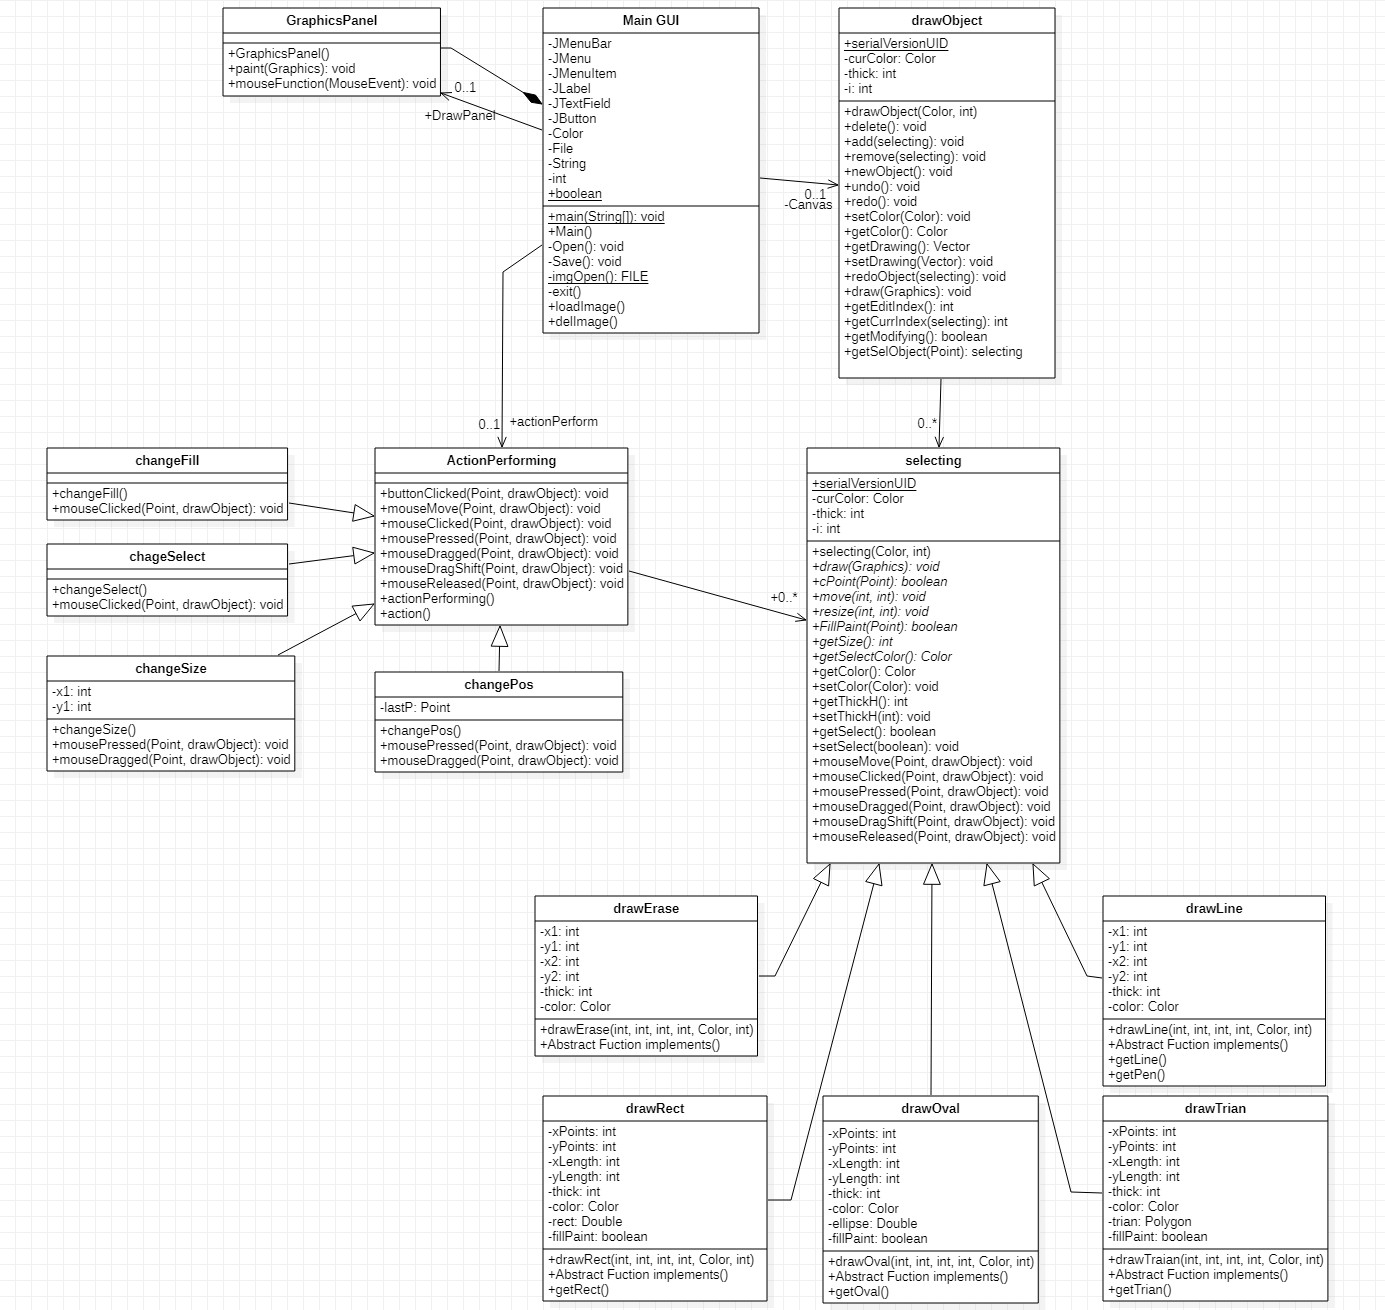 GraphicsPanel
+GraphicsPanel()
+paint(Graphics): void
+mouseFunction(MouseEvent): void
Main GUI
-JMenuBar
-JMenu
-JMenuItem
-JLabel
-JTextField
-JButton
-Color
-File
-String
-int
+boolean
+main(String[]): void
+Main()
-Open(): void
-Save(): void
-imgOpen(): FILE
-exit()
+loadImage()
+delImage()
drawObject
+serialVersionUID
-curColor: Color
-thick: int
-i: int
+drawObject(Color, int)
+delete(): void
+add(selecting): void
+remove(selecting): void
+newObject(): void
+undo(): void
+redo(): void
+setColor(Color): void
+getColor(): Color
+getDrawing(): Vector
+setDrawing(Vector): void
+redoObject(selecting): void
+draw(Graphics): void
+getEditIndex(): int
+getCurrIndex(selecting): int
+getModifying(): boolean
+getSelObject(Point): selecting
0..1
+DrawPanel
0..1
-Canvas
0..1
+actionPerform
0..*
changeFill
+changeFill()
+mouseClicked(Point, drawObject): void
chageSelect
+changeSelect()
+mouseClicked(Point, drawObject): void
changeSize
-x1: int
-y1: int
+changeSize()
+mousePressed(Point, drawObject): void
+mouseDragged(Point, drawObject): void
ActionPerforming
+buttonClicked(Point, drawObject): void
+mouseMove(Point, drawObject): void
+mouseClicked(Point, drawObject): void
+mousePressed(Point, drawObject): void
+mouseDragged(Point, drawObject): void
+mouseDragShift(Point, drawObject): void
+mouseReleased(Point, drawObject): void
+actionPerforming()
+action()
changePos
-lastP: Point
+changePos()
+mousePressed(Point, drawObject): void
+mouseDragged(Point, drawObject): void
+0..*
selecting
+serialVersionUID
-curColor: Color
-thick: int
-i: int
+selecting(Color, int)
+draw(Graphics): void
+cPoint(Point): boolean
+move(int, int): void
+resize(int, int): void
+FillPaint(Point): boolean
+getSize(): int
+getSelectColor(): Color
+getColor(): Color
+setColor(Color): void
+getThickH(): int
+setThickH(int): void
+getSelect(): boolean
+setSelect(boolean): void
+mouseMove(Point, drawObject): void
+mouseClicked(Point, drawObject): void
+mousePressed(Point, drawObject): void
+mouseDragged(Point, drawObject): void
+mouseDragShift(Point, drawObject): void
+mouseReleased(Point, drawObject): void
drawErase
-x1: int
-y1: int
-x2: int
-y2: int
-thick: int
-color: Color
+drawErase(int, int, int, int, Color, int)
+Abstract Fuction implements()
drawLine
-x1: int
-y1: int
-x2: int
-y2: int
-thick: int
-color: Color
+drawLine(int, int, int, int, Color, int)
+Abstract Fuction implements()
+getLine()
+getPen()
drawRect
-xPoints: int
-yPoints: int
-xLength: int
-yLength: int
-thick: int
-color: Color
-rect: Double
-fillPaint: boolean
+drawRect(int, int, int, int, Color, int)
+Abstract Fuction implements()
+getRect()
drawOval
-xPoints: int
-yPoints: int
-xLength: int
-yLength: int
-thick: int
-color: Color
-ellipse: Double
-fillPaint: boolean
+drawOval(int, int, int, int, Color, int)
+Abstract Fuction implements()
+getOval()
drawTrian
-xPoints: int
-yPoints: int
-xLength: int
-yLength: int
-thick: int
-color: Color
-trian: Polygon
-fillPaint: boolean
+drawTraian(int, int, int, int, Color, int)
+Abstract Fuction implements()
+getTrian()